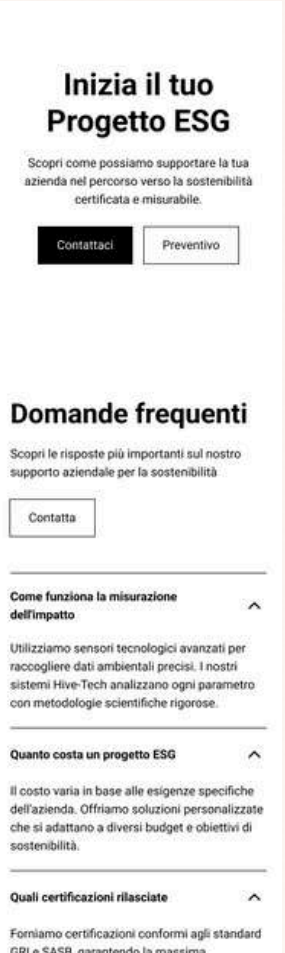 Inizia il tuo
Progetto ESG
Scopri come possiamo supportare la tua
azienda nel percorso verso la sostenibilità
certificata e misurabile.
Contattaci
Preventivo
Domande frequenti
Scopri le risposte più importanti sul nostro
supporto aziendale per la sostenibilità
Contatta
Come funziona la misurazione
dell'impatto
Utilizziamo sensori tecnologici avanzati per
raccogliere dati ambientali precisi. I nostri
sistemi Hive-Tech analizzano ogni parametro
con metodologie scientifiche rigorose.
Quanto costa un progetto ESG
Il costo varia in base alle esigenze specifiche
dell'azienda. Offriamo soluzioni personalizzate
che si adattano a diversi budget e obiettivi di
sostenibilità.
Quali certificazioni rilasciate
Forniamo certificazioni conformi agli standard
GRI e SASB, garantendo la massima